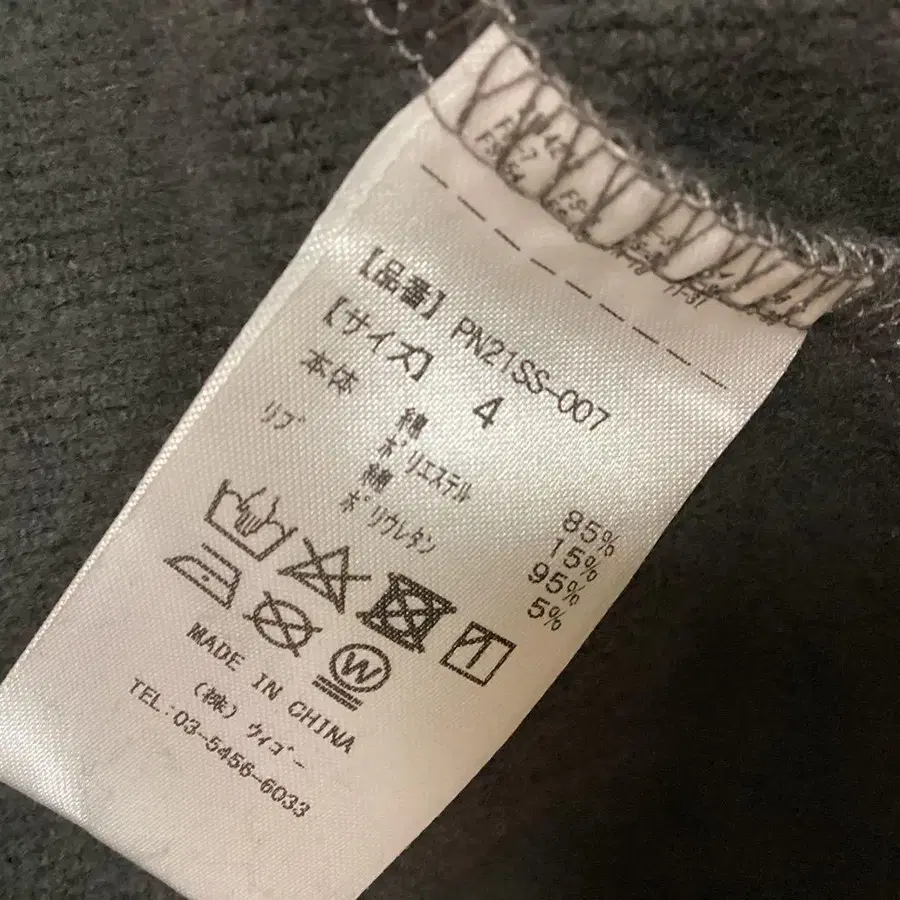 【品番】 PN21SS-007
【サイズ】 4
本体 綿 85%
ポリエステル 15%
リブ 綿 95%
ポリウレタン 5%
W
MADE IN CHINA
(株) ウィゴー
TEL:03-5456-6033